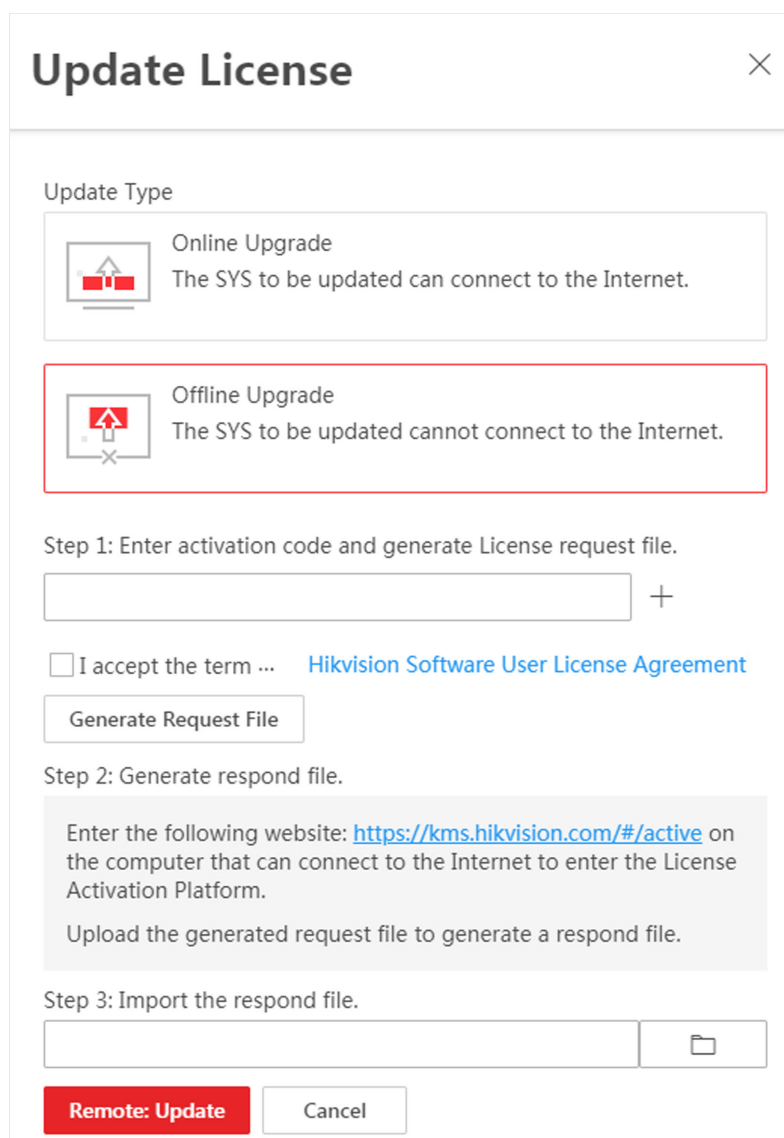 Update License
Update Type
Online Upgrade
The SYS to be updated can connect to the Internet.
Offline Upgrade
The SYS to be updated cannot connect to the Internet.
Step 1: Enter activation code and generate License request file.
I accept the term ... Hikvision Software User License Agreement
Generate Request File
Step 2: Generate respond file.
Enter the following website: https://kms.hikvision.com/#/active on
the computer that can connect to the Internet to enter the License
Activation Platform.
Upload the generated request file to generate a respond file.
Step 3: Import the respond file.
Remote: Update Cancel